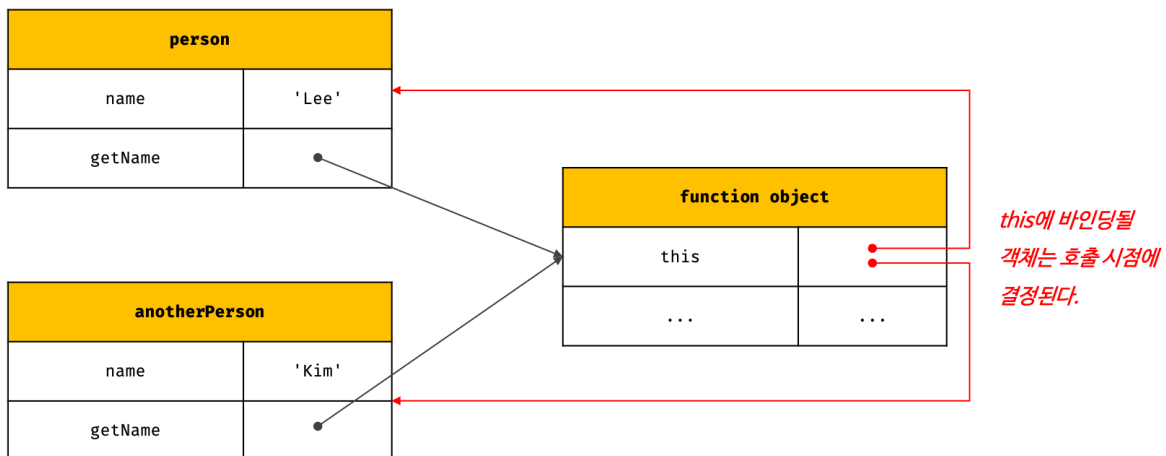 person
name 'Lee'
getName
function object
this
... ...
this에 바인딩될
객체는 호출 시점에
결정된다.
anotherPerson
name 'Kim'
getName